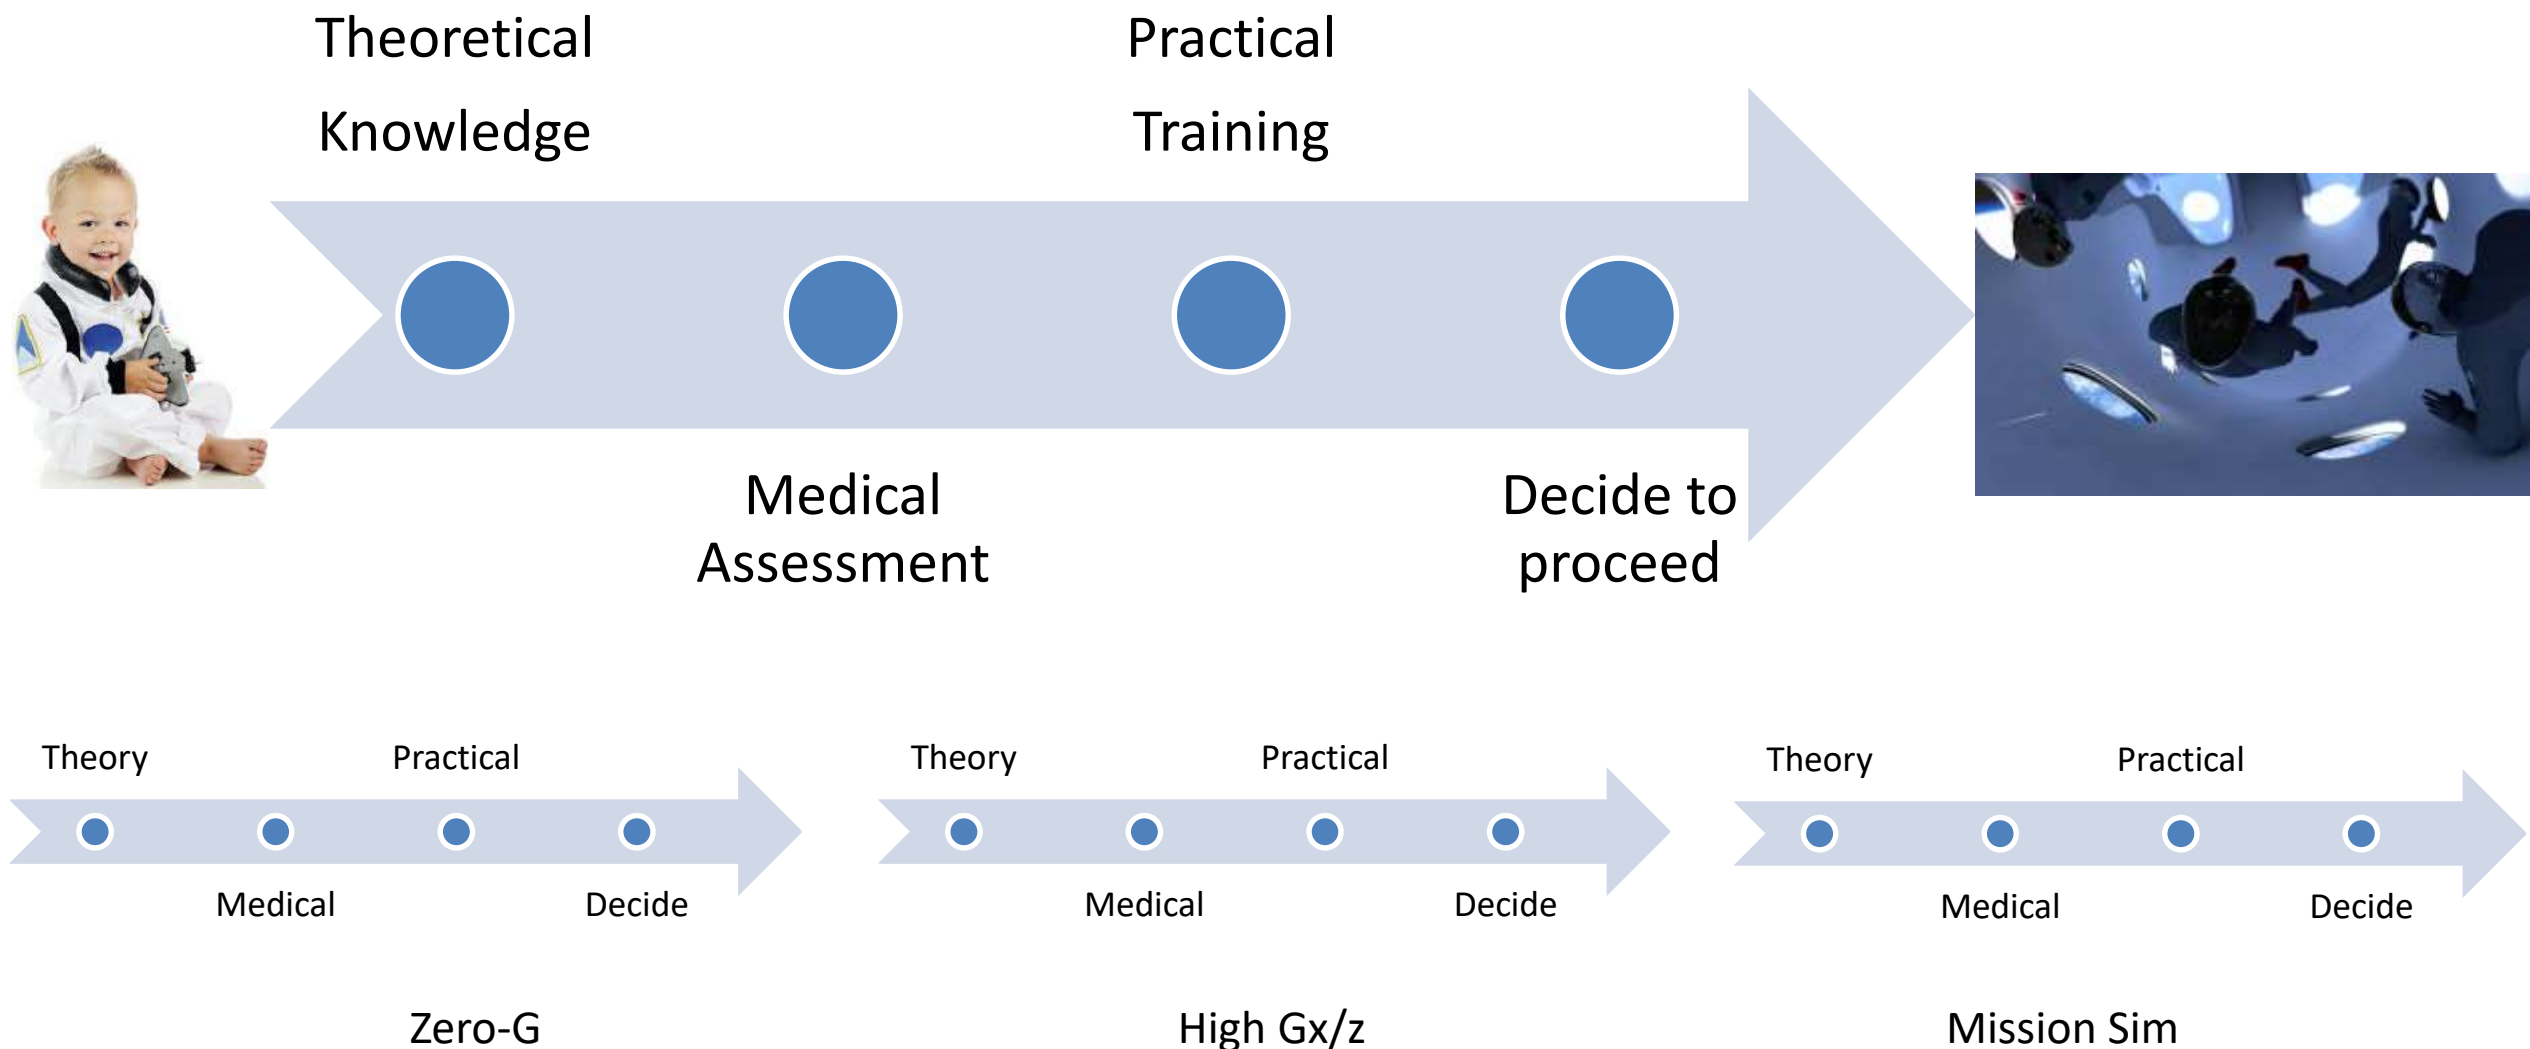 Theoretical
Knowledge
Practical
Training
Medical
Assessment
Decide to
proceed
Theory
Practical
Medical
Decide
Zero-G
Theory
Practical
Medical
Decide
High Gx/z
Theory
Practical
Medical
Decide
Mission Sim